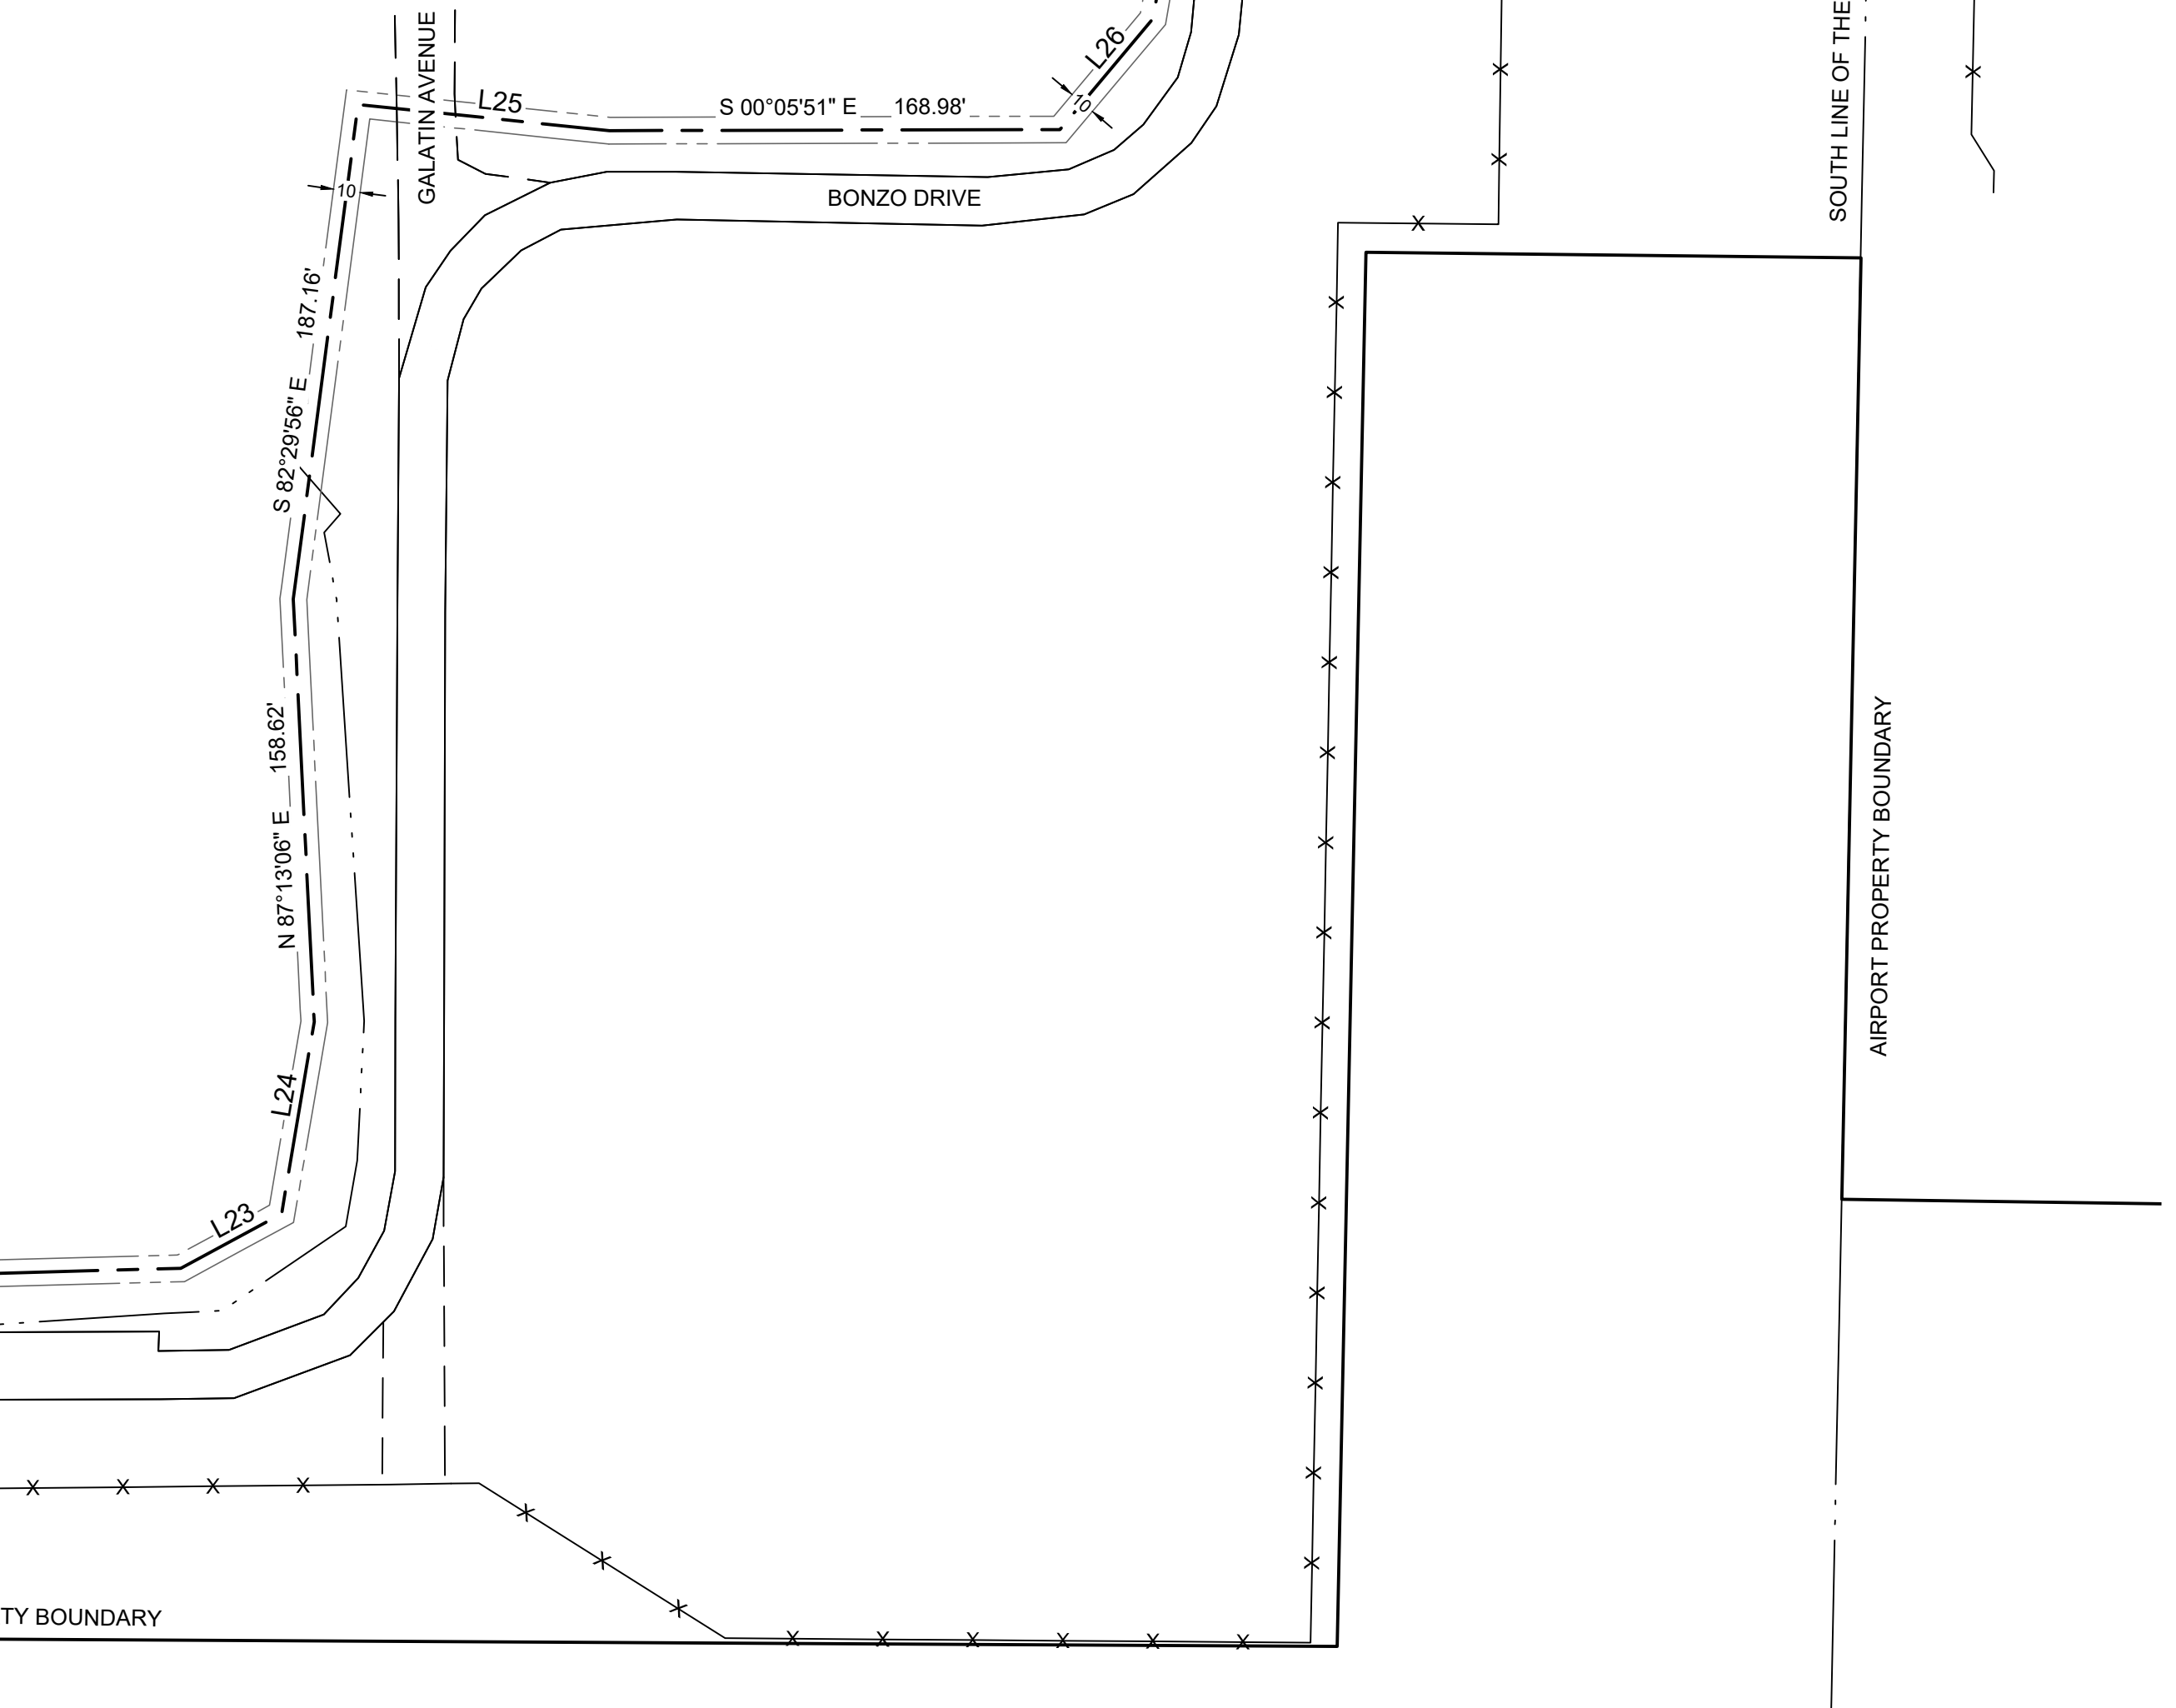 GALATIN AVENUE
L25
S 00°05'51" E 168.98'
L26
10
SOUTH LINE OF THE
10
BONZO DRIVE
S 82°29'56" E 187.16'
N 87°13'06" E 158.62'
AIRPORT PROPERTY BOUNDARY
L24
L23
TY BOUNDARY